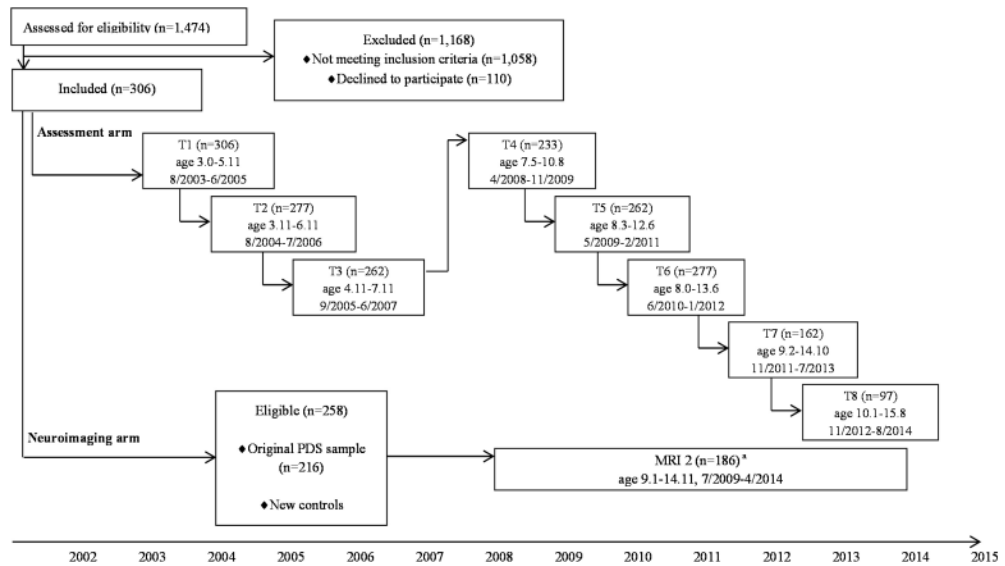 Assessed for eligibility (n=1,474)
Excluded (n=1,168)
♦Not meeting inclusion criteria (n=1,058)
♦Declined to participate (n=110)
Included (n=306)
Assessment arm
T1 (n=306)
age 3.0-5.11
8/2003-6/2005
T2 (n=277)
age 3.11-6.11
8/2004-7/2006
T3 (n=262)
age 4.11-7.11
9/2005-6/2007
T4 (n=233)
age 7.5-10.8
4/2008-11/2009
T5 (n=262)
age 8.3-12.6
5/2009-2/2011
T6 (n=277)
age 8.0-13.6
6/2010-1/2012
T7 (n=162)
age 9.2-14.10
11/2011-7/2013
T8 (n=97)
age 10.1-15.8
11/2012-8/2014
Neuroimaging arm
Eligible (n=258)
♦Original PDS sample
(n=216)
♦New controls
MRI 2 (n=186) a
age 9.1-14.11, 7/2009-4/2014
2002 2003 2004 2005 2006 2007 2008 2009 2010 2011 2012 2013 2014 2015